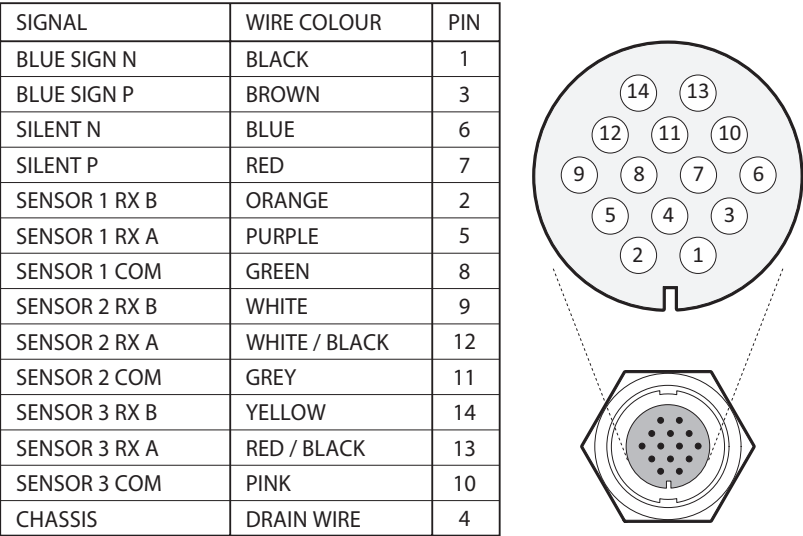 SIGNAL WIRE COLOUR PIN
BLUE SIGN N BLACK 1
BLUE SIGN P BROWN 3
SILENT N BLUE 6
SILENT P RED 7
SENSOR 1 RX B ORANGE 2
SENSOR 1 RX A PURPLE 5
SENSOR 1 COM GREEN 8
SENSOR 2 RX B WHITE 9
SENSOR 2 RX A WHITE / BLACK 12
SENSOR 2 COM GREY 11
SENSOR 3 RX B YELLOW 14
SENSOR 3 RX A RED / BLACK 13
SENSOR 3 COM PINK 10
CHASSIS DRAIN WIRE 4
14 13
12 11 10
9 8 7 6
5 4 3
2 1